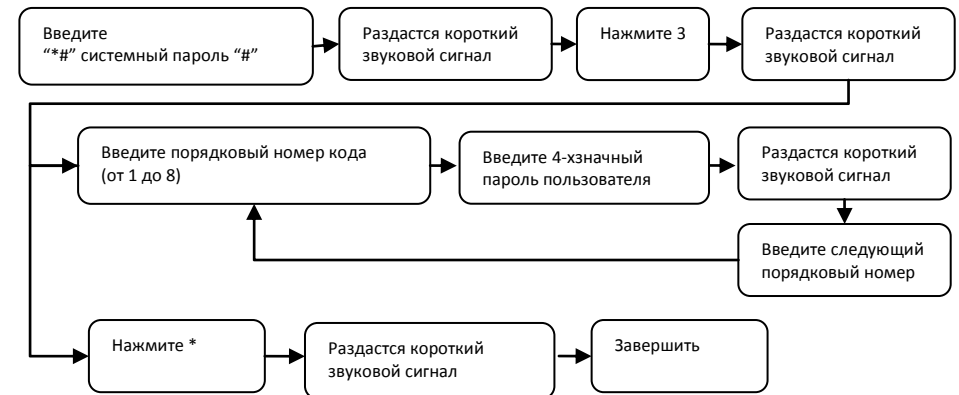 Введите
“*#” системный пароль “#”
Раздастся короткий
звуковой сигнал
Нажмите 3
Раздастся короткий
звуковой сигнал
Введите порядковый номер кода
(от 1 до 8)
Введите 4-хзначный
пароль пользователя
Раздастся короткий
звуковой сигнал
Введите следующий
порядковый номер
Нажмите *
Раздастся короткий
звуковой сигнал
Завершить